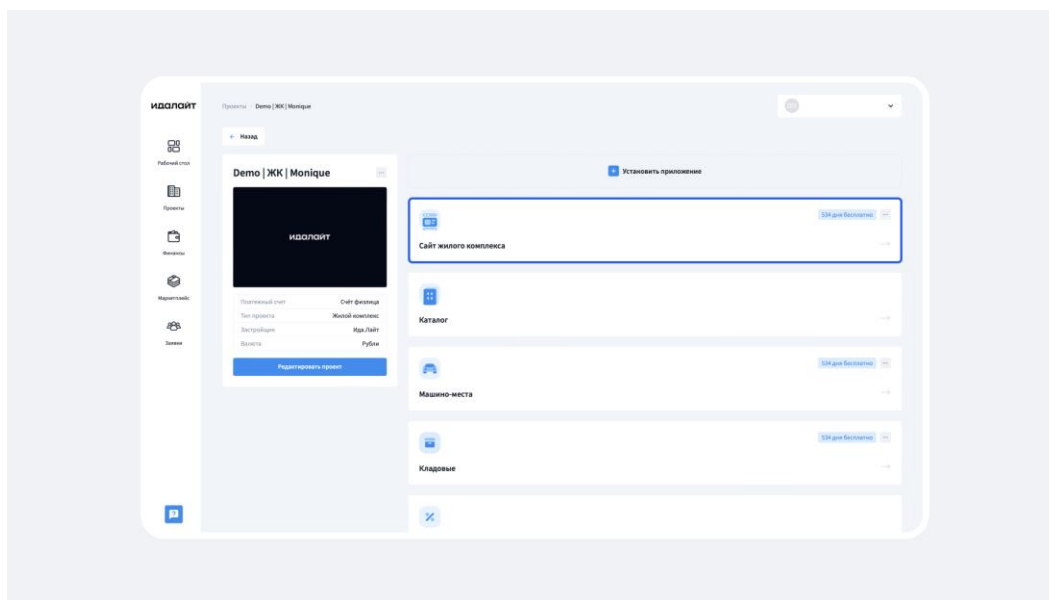 идалайт
Проекты / Demo | ЖК | Monique
← Назад
Рабочий стол
Проекты
Финансы
Маркетплейс
Заявки
Demo | ЖК | Monique
идалайт
Платежный счет Счёт физлица
Тип проекта Жилой комплекс
Застройщик Ида.Лайт
Валюта Рубли
Редактировать проект
Установить приложение
534 дня бесплатно
Сайт жилого комплекса
Каталог
534 дня бесплатно
Машино-места
534 дня бесплатно
Кладовые